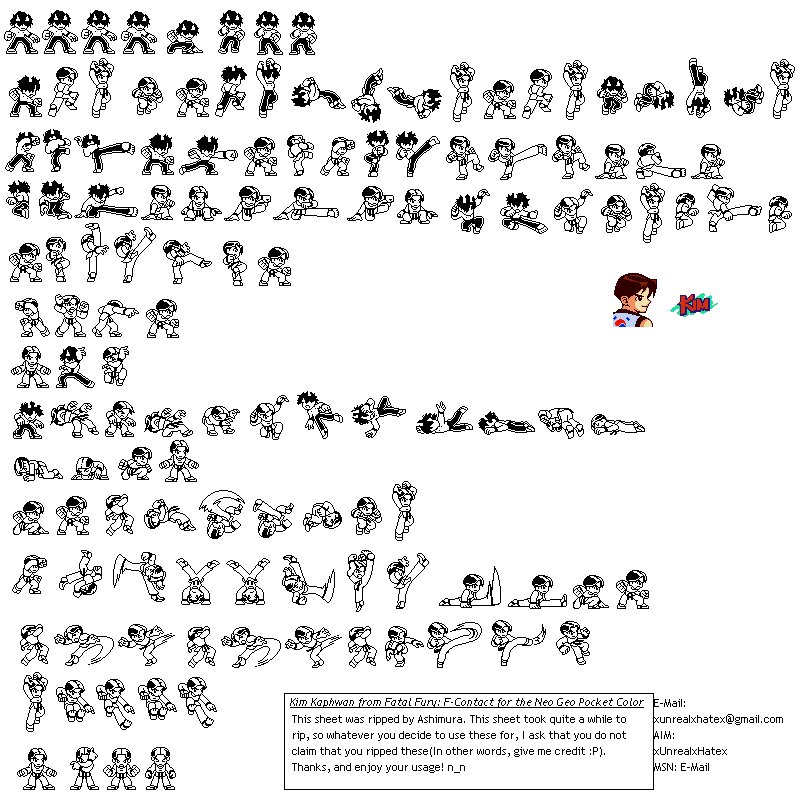 KIM
Kim Kaphwan from Fatal Fury: F-Contact for the Neo Geo Pocket Color
This sheet was ripped by Ashimura. This sheet took quite a while to
rip, so whatever you decide to use these for, I ask that you do not
claim that you ripped these(In other words, give me credit :P).
Thanks, and enjoy your usage! n_n
E-Mail:
xunrealxhatex@gmail.com
AIM:
xUnrealxHatex
MSN: E-Mail